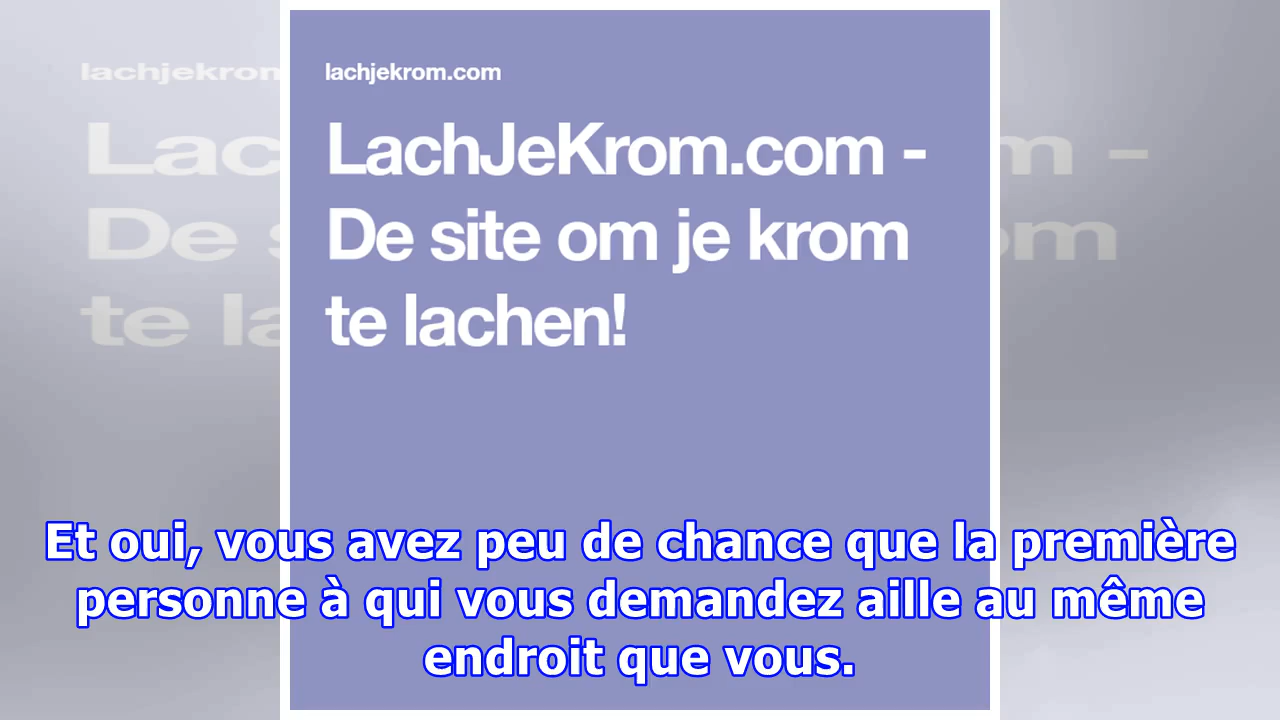 lachjekrom.com
LachJeKrom.com -
De site om je krom
te lachen!
Et oui, vous avez peu de chance que la première
personne à qui vous demandez aille au même
endroit que vous.